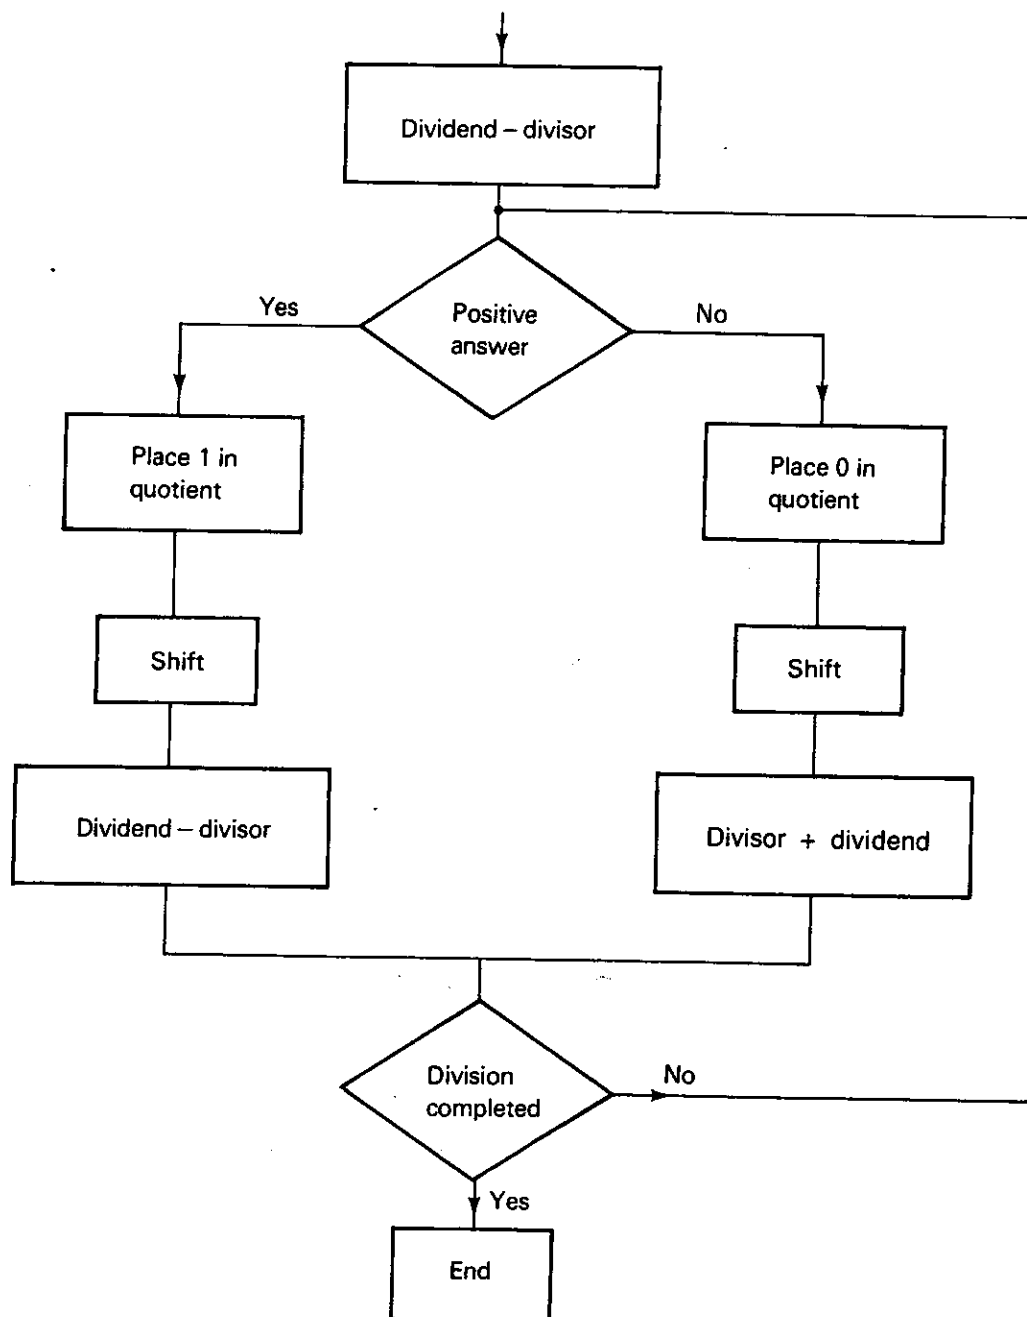 Dividend – divisor
Positive
answer
Yes
No
Place 1 in
quotient
Place 0 in
quotient
Shift
Shift
Dividend – divisor
Divisor + dividend
Division
completed
No
Yes
End